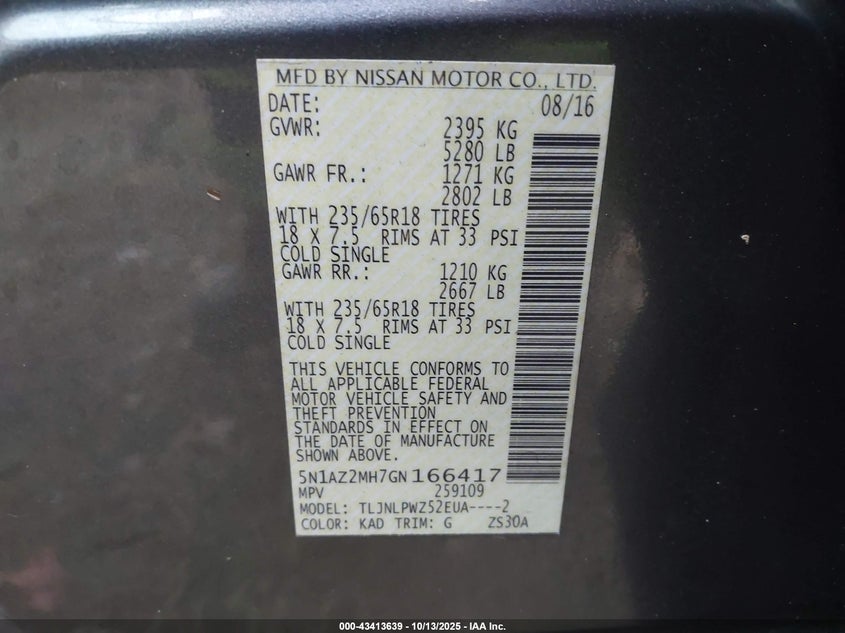 MFD BY NISSAN MOTOR CO., LTD.
DATE: 08/16
GVWR: 2395 KG
5280 LB
GAWR FR.: 1271 KG
2802 LB
WITH 235/65R18 TIRES
18 X 7.5 RIMS AT 33 PSI
COLD SINGLE
GAWR RR.: 1210 KG
2667 LB
WITH 235/65R18 TIRES
18 X 7.5 RIMS AT 33 PSI
COLD SINGLE
THIS VEHICLE CONFORMS TO
ALL APPLICABLE FEDERAL
MOTOR VEHICLE SAFETY AND
THEFT PREVENTION
STANDARDS IN EFFECT ON
THE DATE OF MANUFACTURE
SHOWN ABOVE.
5N1AZ2MH7GN166417
MPV 259109
MODEL: TLJNLPWZ52EUA----2
COLOR: KAD TRIM: G ZS30A
000-43413639 - 10/13/2025 - IAA Inc.